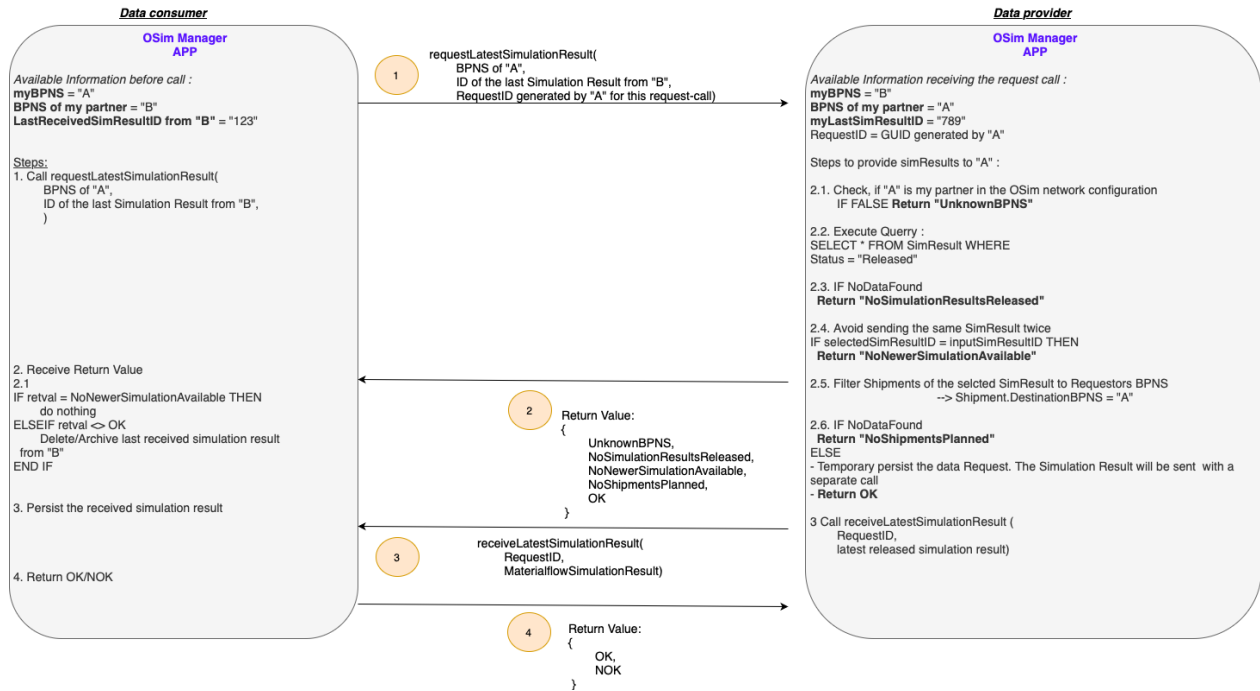 Data consumer
OSim Manager
APP
Available Information before call :
myBPNS = "A"
BPNS of my partner = "B"
LastReceivedSimResultID from "B" = "123"
Steps:
1. Call requestLatestSimulationResult(
BPNS of "A",
ID of the last Simulation Result from "B",
)
2. Receive Return Value
2.1
IF retval = NoNewerSimulationAvailable THEN
do nothing
ELSEIF retval <> OK
Delete/Archive last received simulation result
from "B"
END IF
3. Persist the received simulation result
4. Return OK/NOK
1
requestLatestSimulationResult(
BPNS of "A",
ID of the last Simulation Result from "B",
RequestID generated by "A" for this request-call)
2
Return Value:
{
UnknownBPNS,
NoSimulationResultsReleased,
NoNewerSimulationAvailable,
NoShipmentsPlanned,
OK
}
3
receiveLatestSimulationResult(
RequestID,
MaterialflowSimulationResult)
4
Return Value:
{
OK,
NOK
}
Data provider
OSim Manager
APP
Available Information receiving the request call :
myBPNS = "B"
BPNS of my partner = "A"
myLastSimResultID = "789"
RequestID = GUID generated by "A"
Steps to provide simResults to "A" :
2.1. Check, if "A" is my partner in the OSim network configuration
IF FALSE Return "UnknownBPNS"
2.2. Execute Querry :
SELECT * FROM SimResult WHERE
Status = "Released"
2.3. IF NoDataFound
Return "NoSimulationResultsReleased"
2.4. Avoid sending the same SimResult twice
IF selectedSimResultID = inputSimResultID THEN
Return "NoNewerSimulationAvailable"
2.5. Filter Shipments of the selcted SimResult to Requestors BPNS
--> Shipment.DestinationBPNS = "A"
2.6. IF NoDataFound
Return "NoShipmentsPlanned"
ELSE
- Temporary persist the data Request. The Simulation Result will be sent with a
separate call
- Return OK
3 Call receiveLatestSimulationResult (
RequestID,
latest released simulation result)